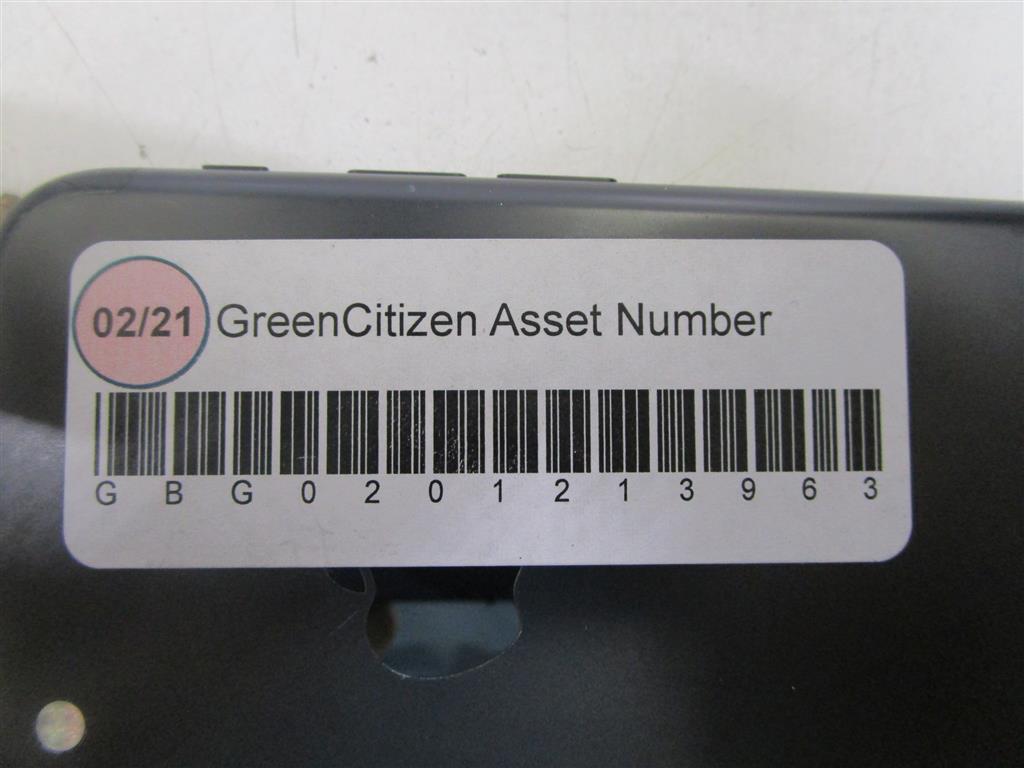 02/21 GreenCitizen Asset Number
G B G 0 2 0 1 2 1 3 9 6 3